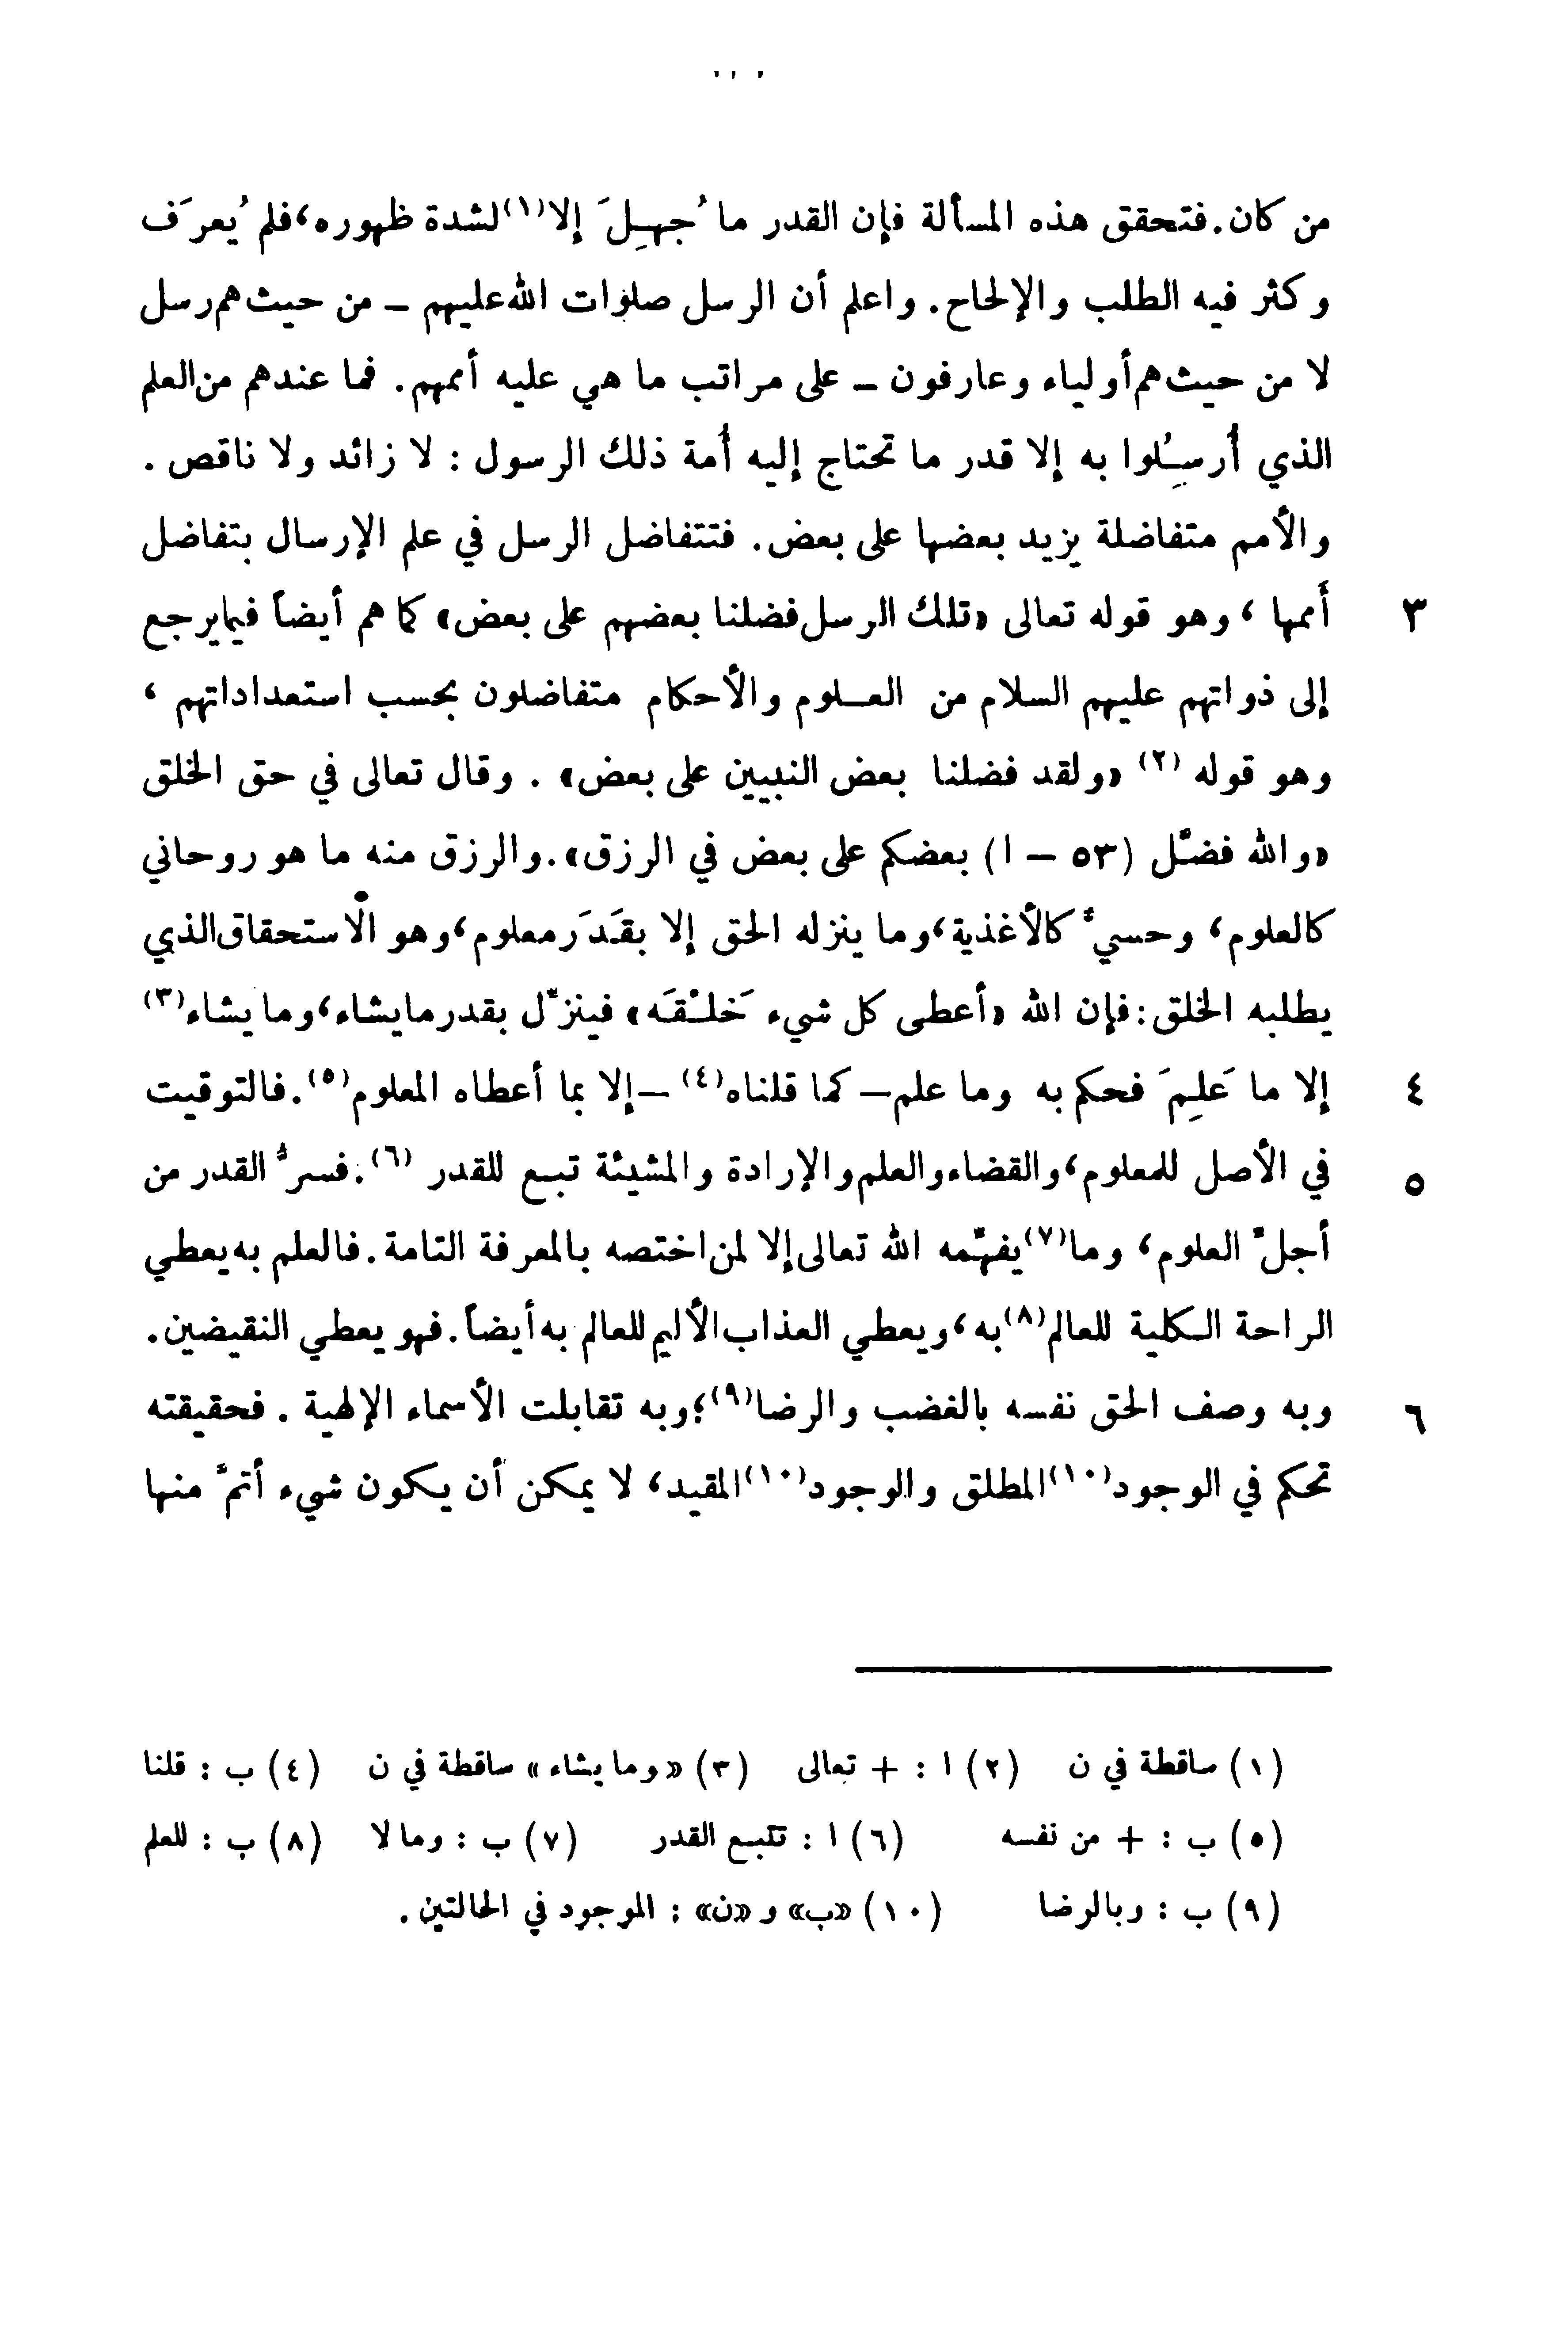 من كان. فتحقق هذه المسألة فإن القدر ما جُهِلَ إلا(١) لشدة ظهوره، فلم يُعرَف
وكثر فيه الطلب والإلحاح. واعلم أن الرسل صلوات الله عليهم – من حيث هم رسل
لا من حيث هم أولياء وعارفون – على مراتب ما هي عليه أممهم. فما عندهم من العلم
الذي أُرسِلُوا به إلا قدر ما تحتاج إليه أمة ذلك الرسول : لا زائد ولا ناقص .
والأمم متفاضلة يزيد بعضها على بعض. فتتفاضل الرسل في علم الإرسال بتفاضل
أممها ، وهو قوله تعالى «تلك الرسل فضلنا بعضهم على بعض» كما هم أيضاً فيما يرجع ٣
إلى ذواتهم عليهم السلام من العلوم والأحكام متفاضلون بحسب استعداداتهم ،
وهو قوله (٢) «ولقد فضلنا بعض النبيين على بعض» . وقال تعالى في حق الخلق
«والله فضَّل (٥٣ – ا) بعضكم على بعض في الرزق». والرزق منه ما هو روحاني
كالعلوم، وحسيٌّ كالأغذية، وما ينزله الحق إلا بقَدَر معلوم، وهو الاستحقاق الذي
يطلبه الخلق: فإن الله «أعطى كل شيء خَلْقَه» فينزّل بقدر ما يشاء، وما يشاء(٣)
إلا ما عَلِمَ فحكم به وما علم – كما قلناه(٤) – إلا بما أعطاه المعلوم(٥). فالتوقيت ٤
في الأصل للمعلوم، والقضاء والعلم والإرادة والمشيئة تبع للقدر (٦). فسرُّ القدر من ٥
أجلّ العلوم، وما(٧) يفهّمه الله تعالى إلا لمن اختصه بالمعرفة التامة. فالعلم به يعطي
الراحة الكلية للعالم(٨) به، ويعطي العذاب الأليم للعالم به أيضاً. فهو يعطي النقيضين.
وبه وصف الحق نفسه بالغضب والرضا(٩)؛ وبه تقابلت الأسماء الإلهية . فحقيقته ٦
تحكم في الوجود(١٠) المطلق والوجود(١٠) المقيد، لا يمكن أن يكون شيء أتمَّ منها
(١) ساقطة في ن (٢) ا : + تعالى (٣) «وما يشاء» ساقطة في ن (٤) ب : قلنا
(٥) ب : + من نفسه (٦) ا : تتبع القدر (٧) ب : وما لا (٨) ب : للعلم
(٩) ب : وبالرضا (١٠) «ب» و «ن» : الموجود في الحالتين .